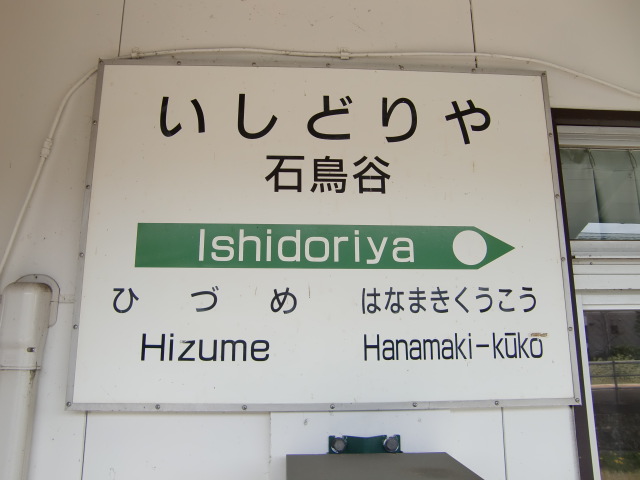 いしどりや
石鳥谷
Ishidoriya
ひづめ はなまきくうこう
Hizume Hanamaki-kūkō